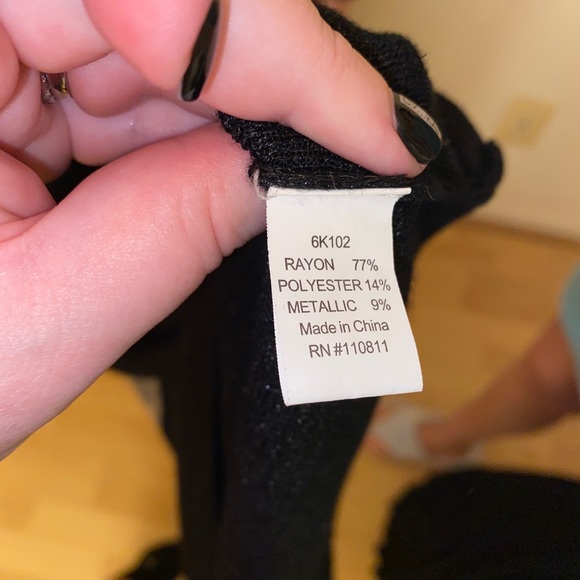 6K102
RAYON 77%
POLYESTER 14%
METALLIC 9%
Made in China
RN #110811